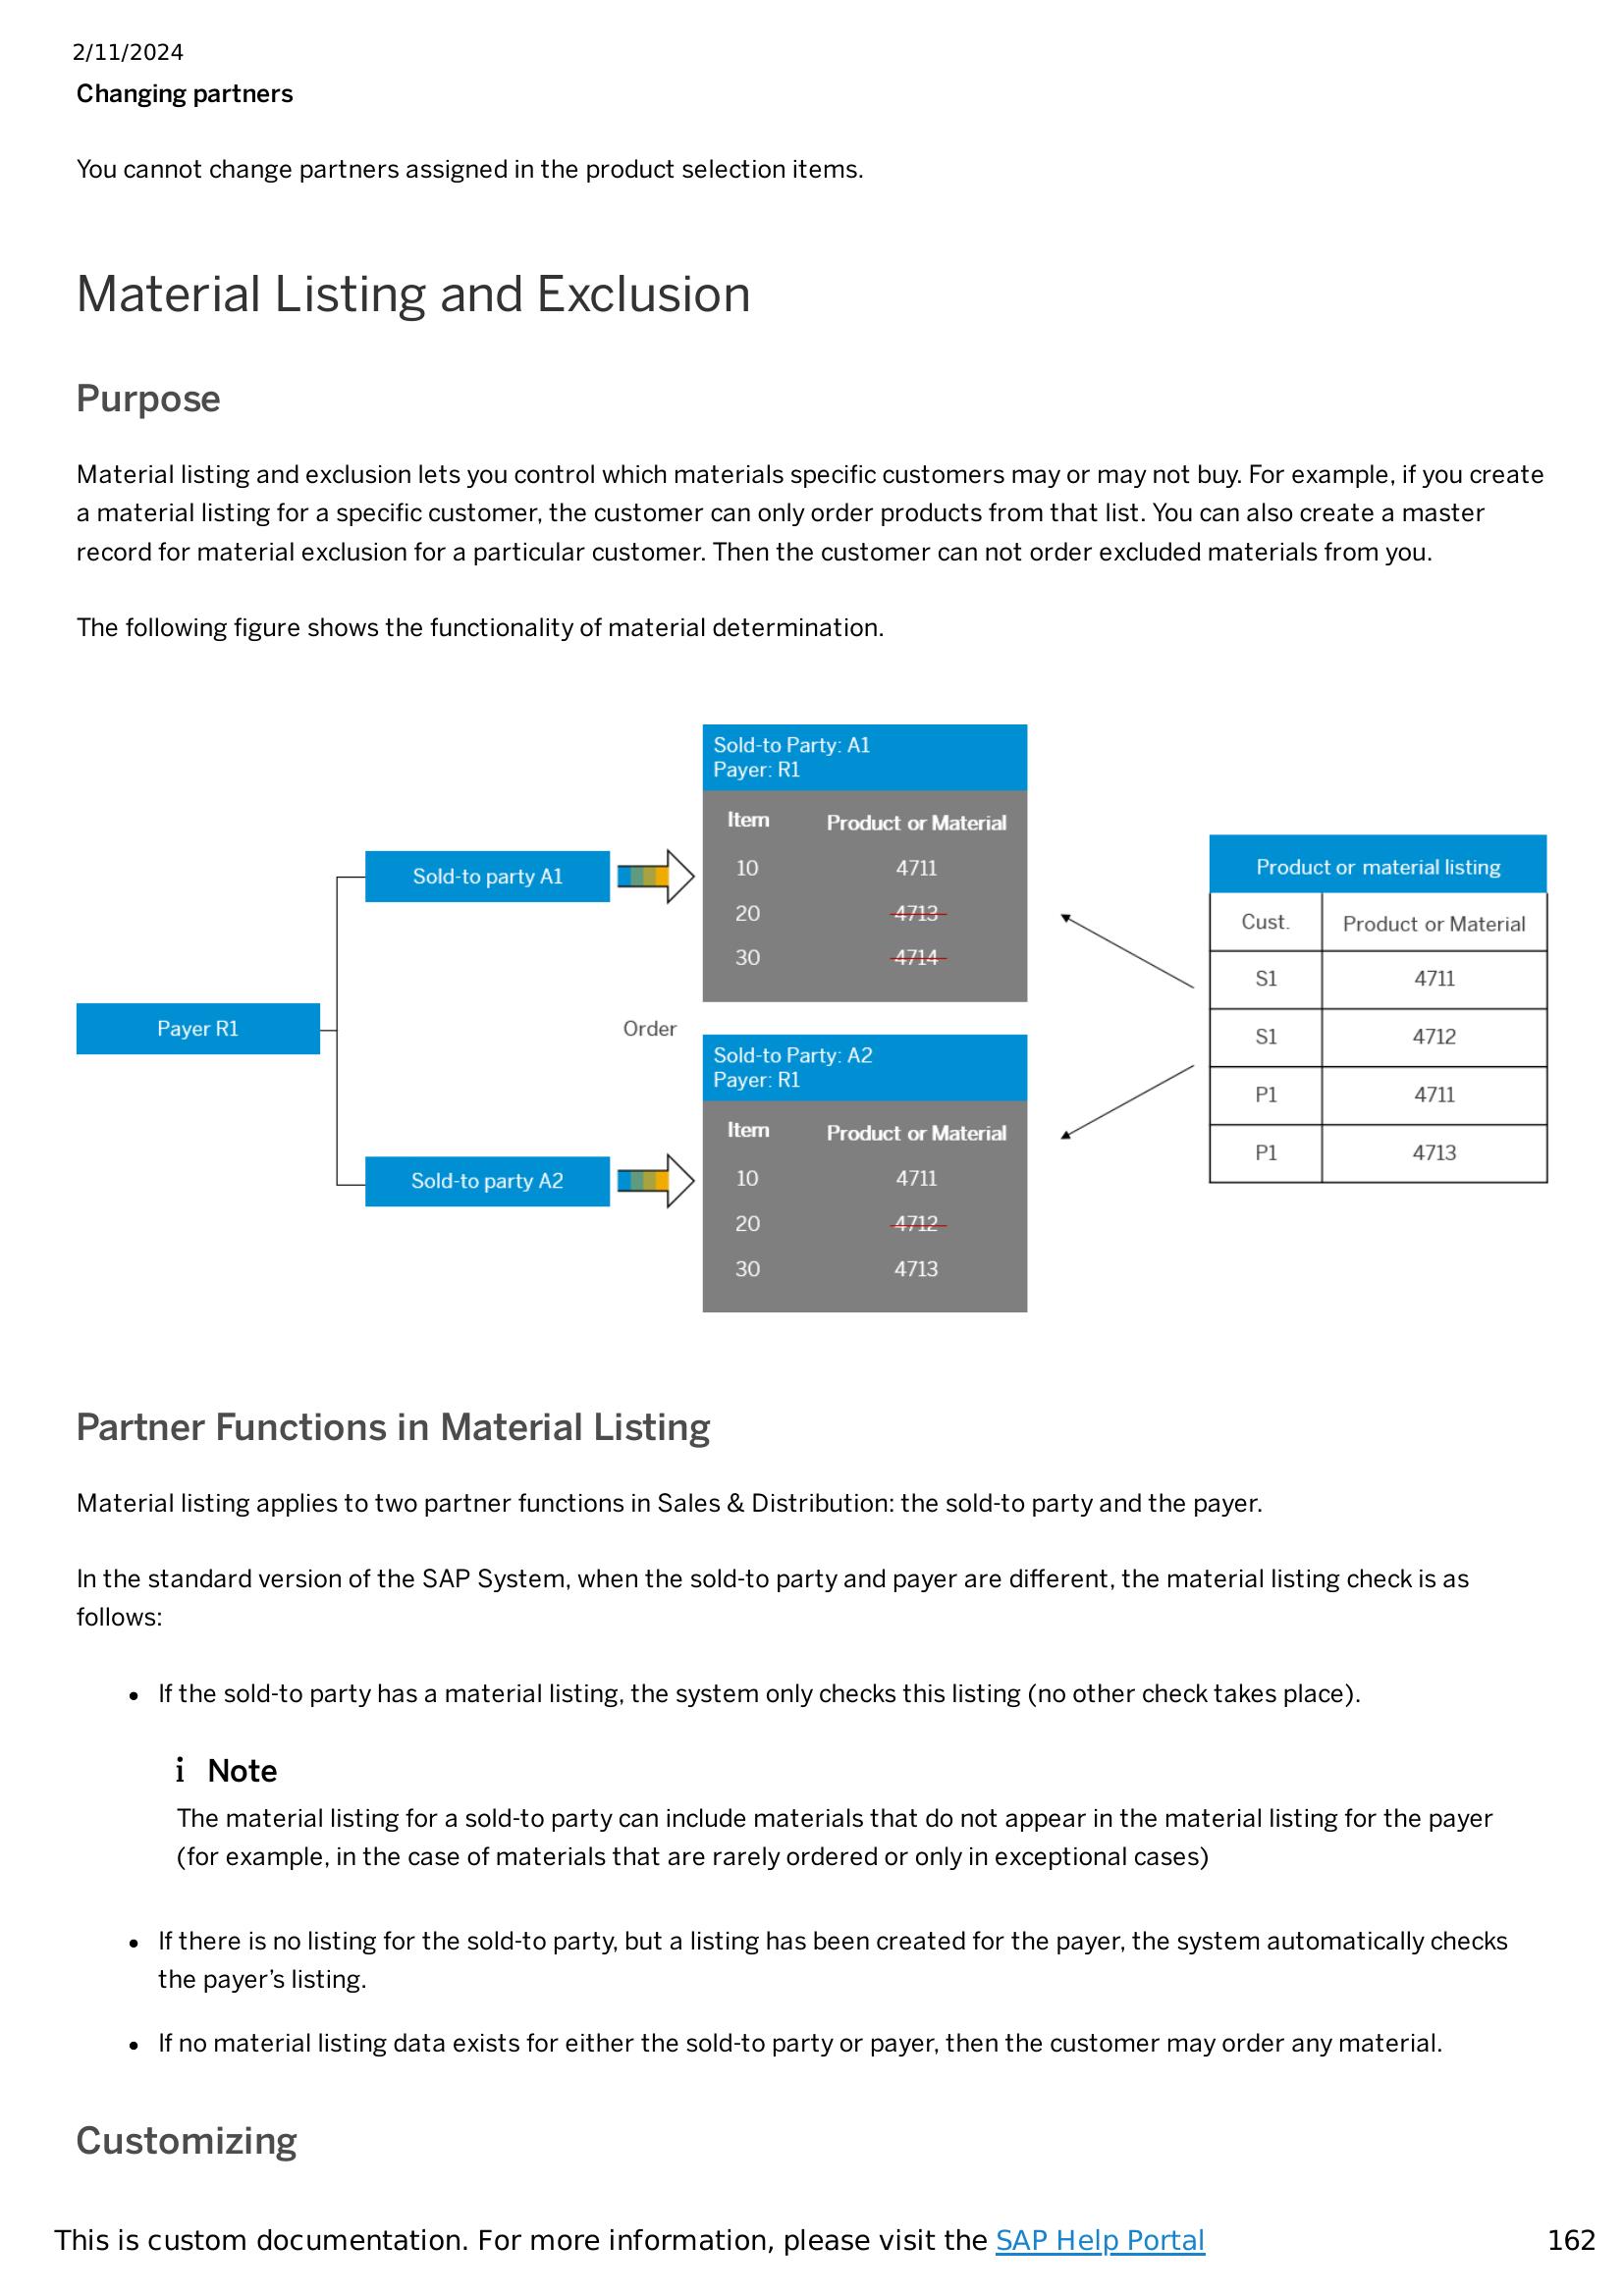 2/11/2024
Changing partners
You cannot change partners assigned in the product selection items.
Material Listing and Exclusion
Purpose
Material listing and exclusion lets you control which materials specific customers may or may not buy. For example, if you create
a material listing for a specific customer, the customer can only order products from that list. You can also create a master
record for material exclusion for a particular customer. Then the customer can not order excluded materials from you.
The following figure shows the functionality of material determination.
Payer R1
Sold-to party A1
Sold-to party A2
Order
Sold-to Party: A1
Payer: R1
Item Product or Material
10 4711
20 4713
30 4714
Sold-to Party: A2
Payer: R1
Item Product or Material
10 4711
20 4712
30 4713
Product or material listing
Cust. Product or Material
S1 4711
S1 4712
P1 4711
P1 4713
Partner Functions in Material Listing
Material listing applies to two partner functions in Sales & Distribution: the sold-to party and the payer.
In the standard version of the SAP System, when the sold-to party and payer are different, the material listing check is as
follows:
• If the sold-to party has a material listing, the system only checks this listing (no other check takes place).
i Note
The material listing for a sold-to party can include materials that do not appear in the material listing for the payer
(for example, in the case of materials that are rarely ordered or only in exceptional cases)
• If there is no listing for the sold-to party, but a listing has been created for the payer, the system automatically checks
the payer’s listing.
• If no material listing data exists for either the sold-to party or payer, then the customer may order any material.
Customizing
This is custom documentation. For more information, please visit the SAP Help Portal 162